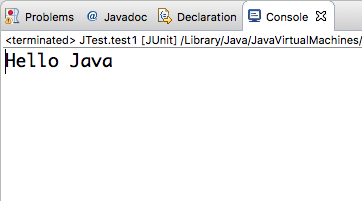 Problems @ Javadoc Declaration Console
<terminated> JTest.test1 [JUnit] /Library/Java/JavaVirtualMachines/
Hello Java